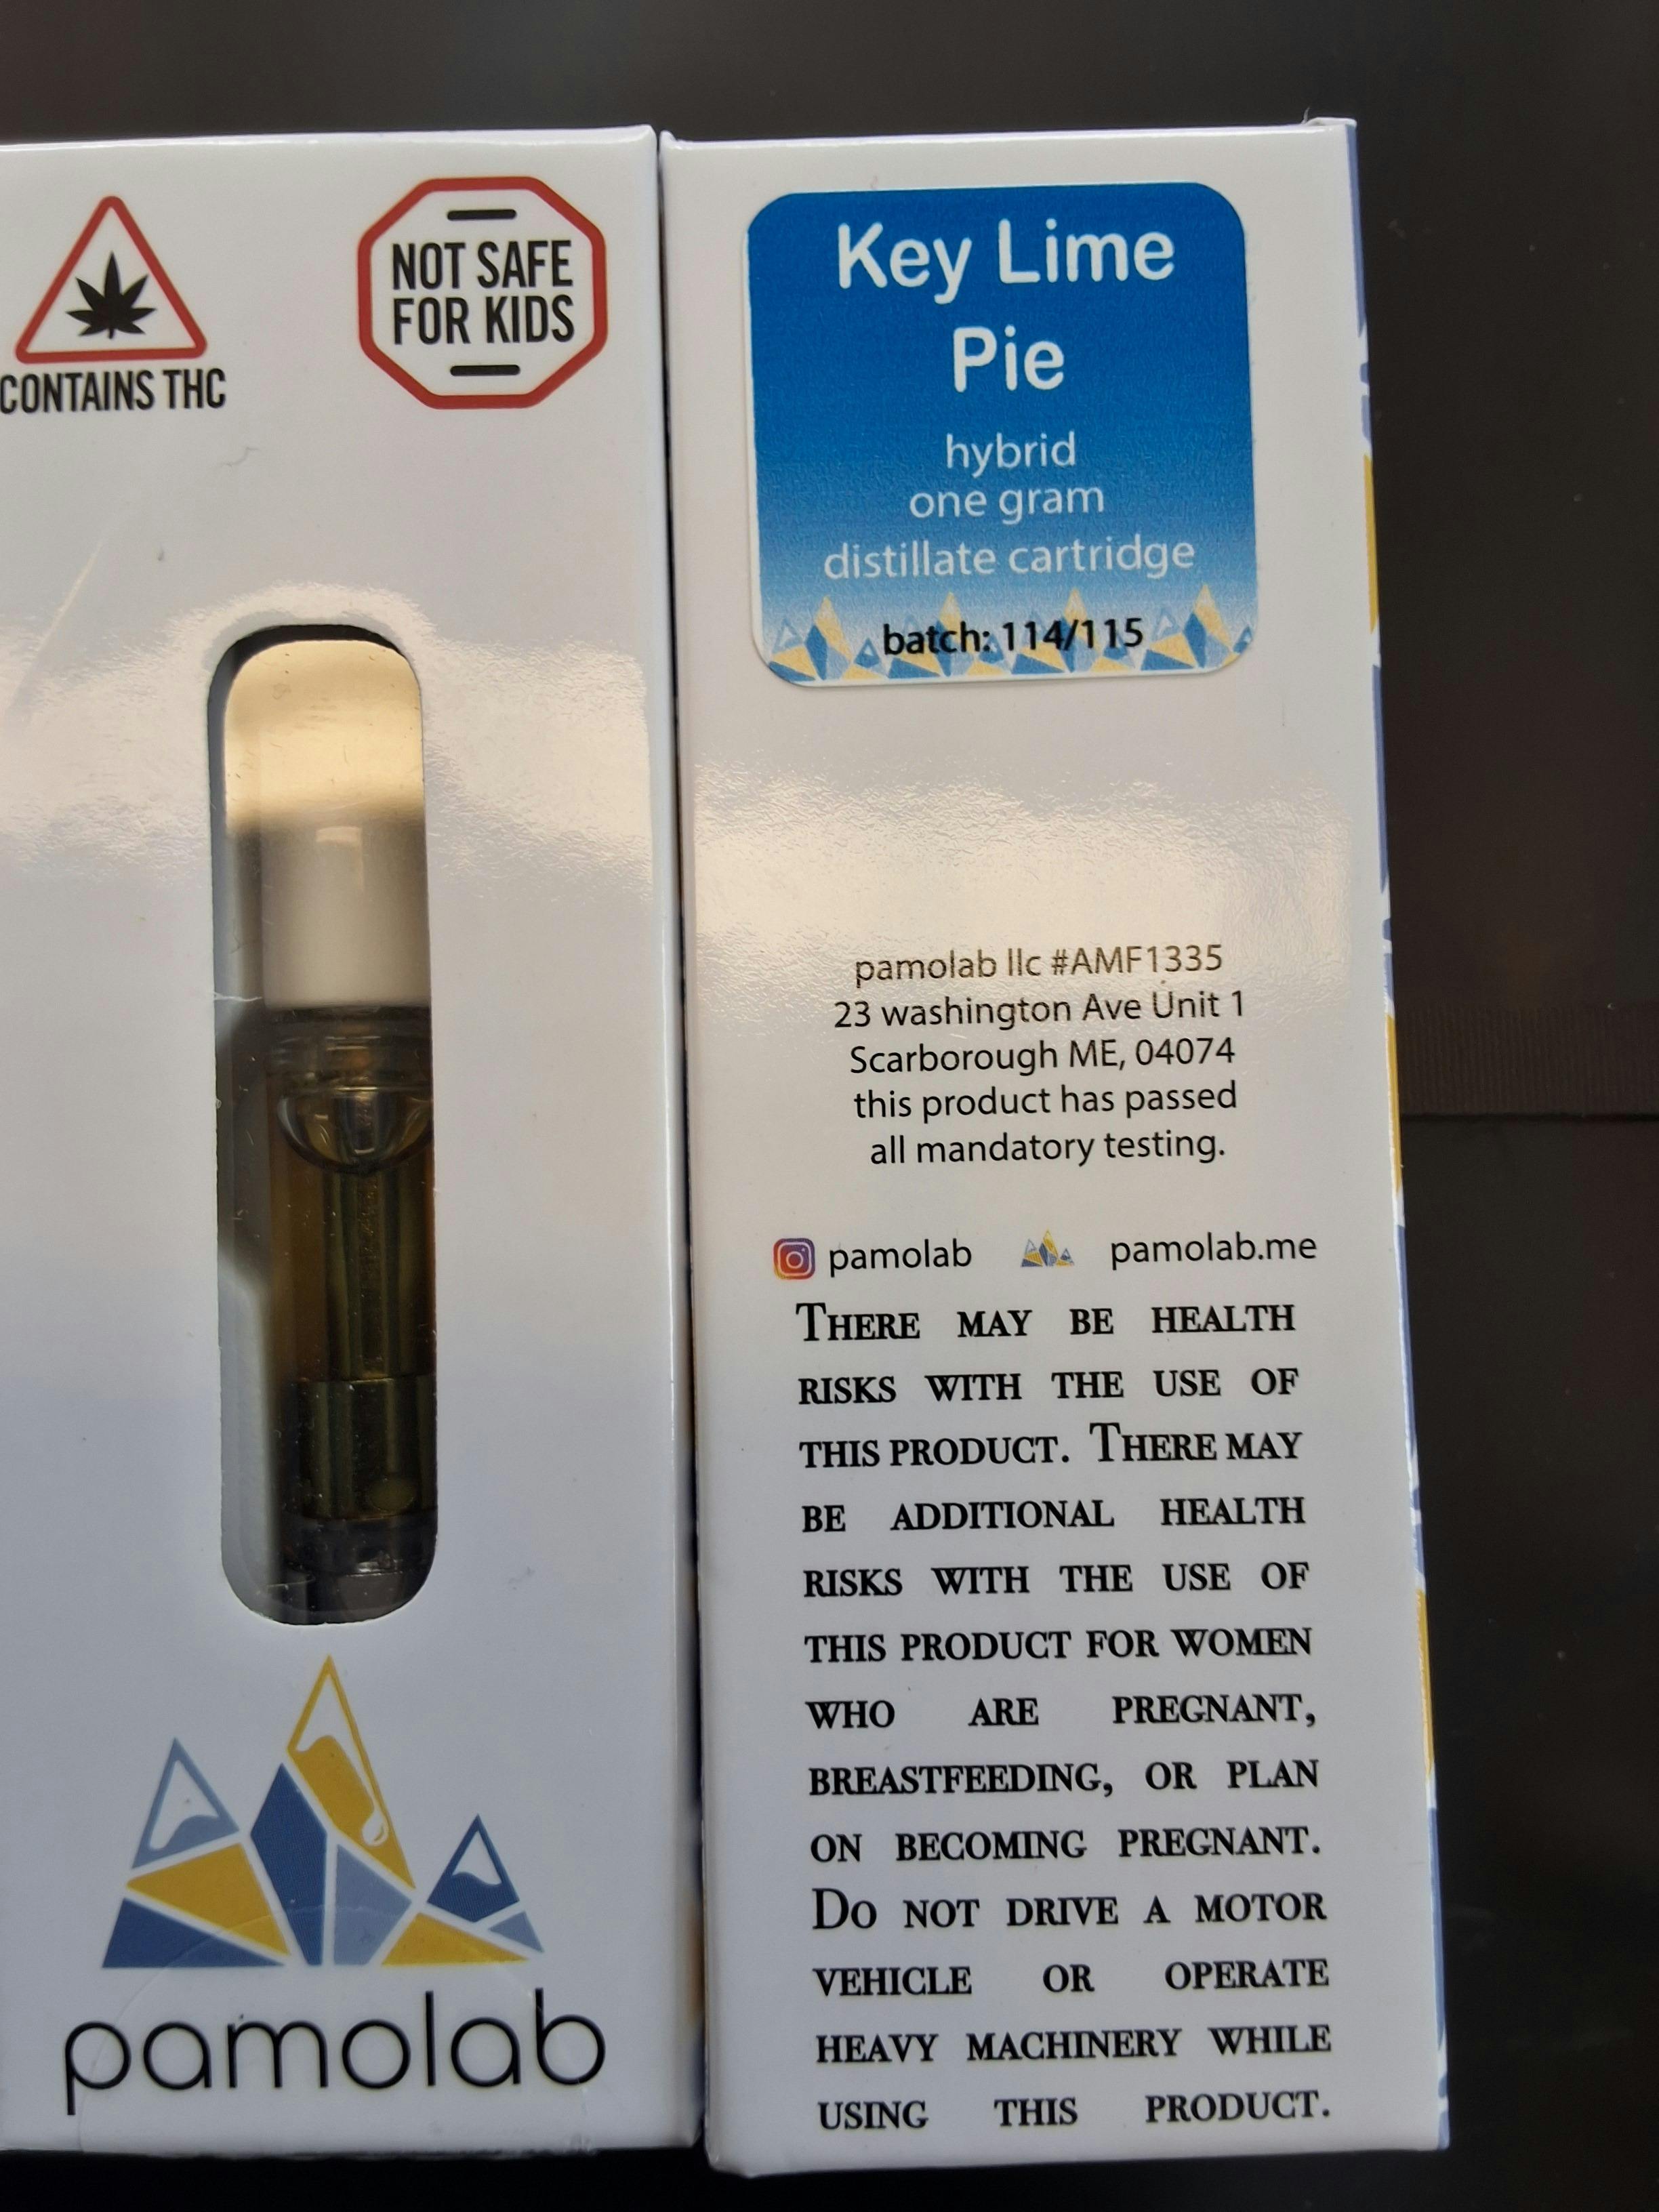 CONTAINS THC
NOT SAFE
FOR KIDS
pamolab
Key Lime
Pie
hybrid
one gram
distillate cartridge
batch: 114/115
pamolab llc #AMF1335
23 washington Ave Unit 1
Scarborough ME, 04074
this product has passed
all mandatory testing.
pamolab pamolab.me
THERE MAY BE HEALTH
RISKS WITH THE USE OF
THIS PRODUCT. THERE MAY
BE ADDITIONAL HEALTH
RISKS WITH THE USE OF
THIS PRODUCT FOR WOMEN
WHO ARE PREGNANT,
BREASTFEEDING, OR PLAN
ON BECOMING PREGNANT.
DO NOT DRIVE A MOTOR
VEHICLE OR OPERATE
HEAVY MACHINERY WHILE
USING THIS PRODUCT.